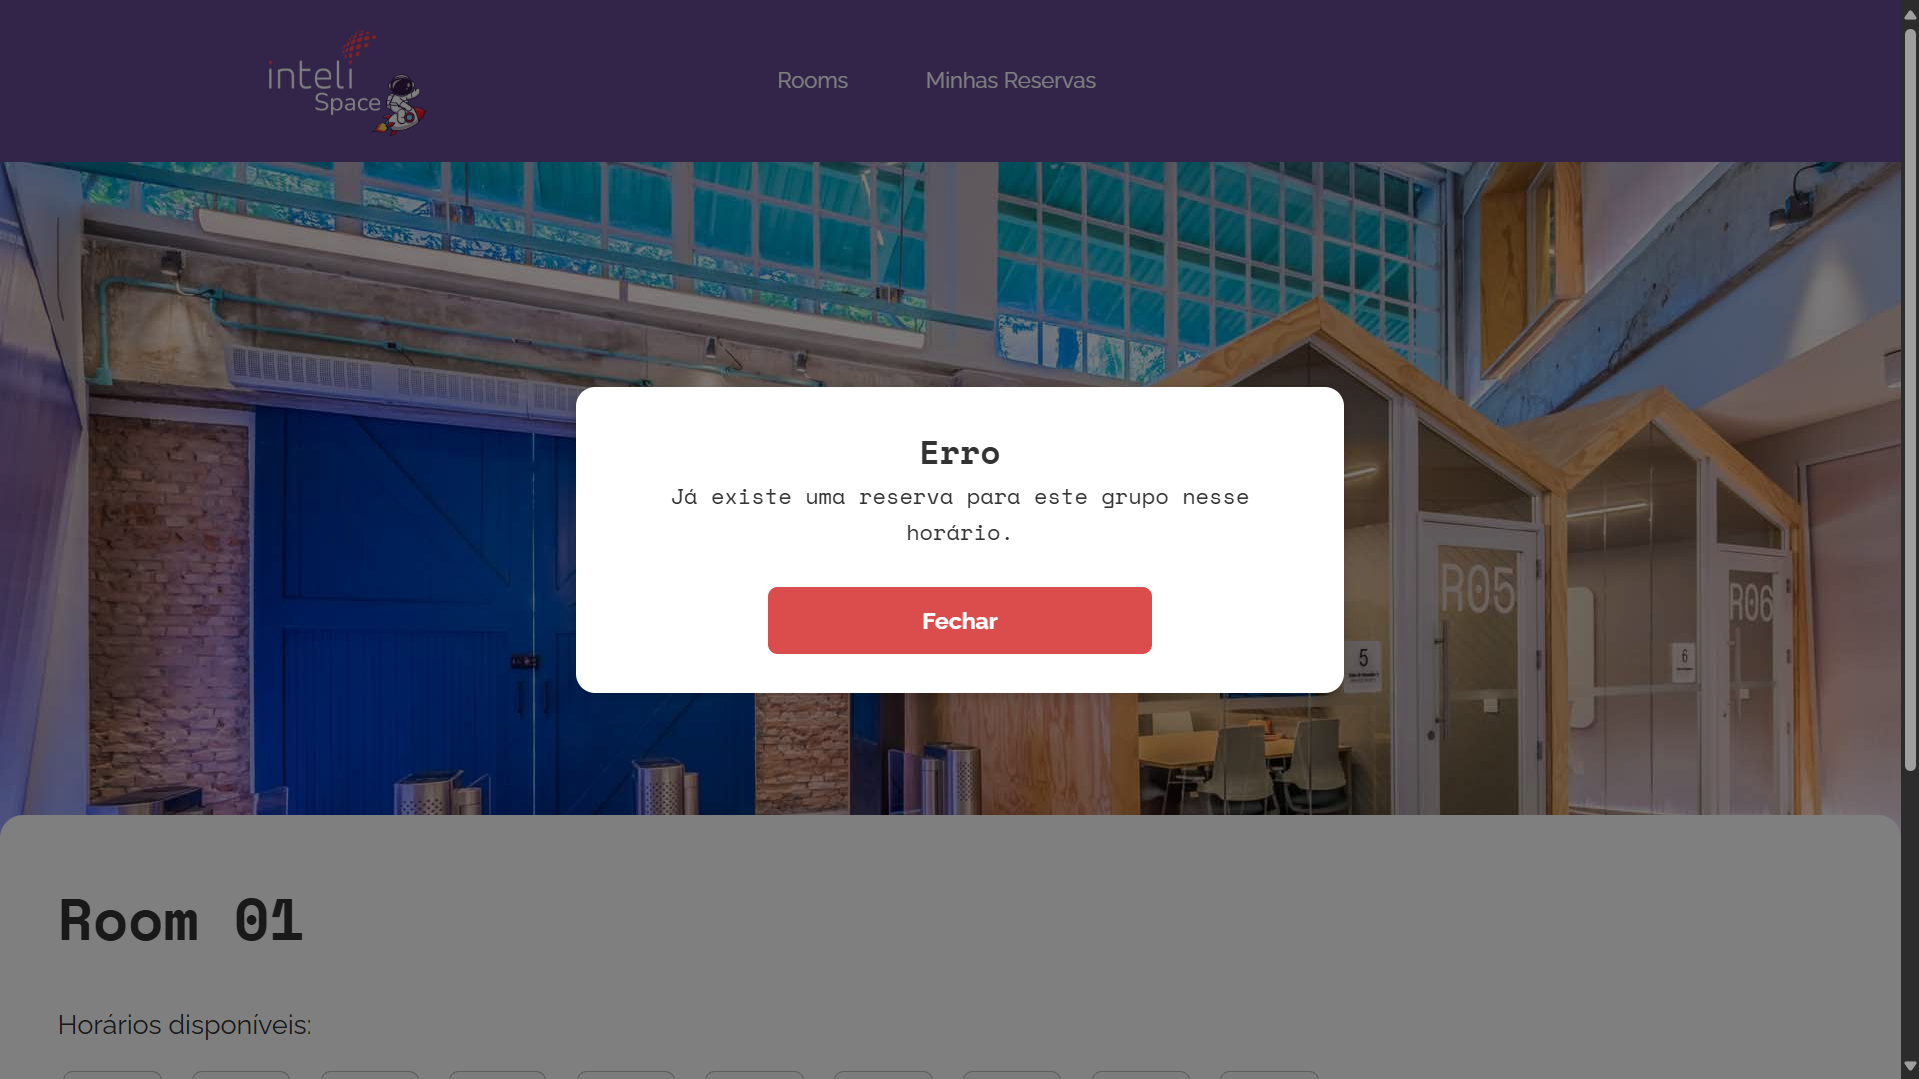 inteli
Space
Rooms
Minhas Reservas
Erro
Já existe uma reserva para este grupo nesse
horário.
Fechar
R05
R06
5
6
Room 01
Horários disponíveis: